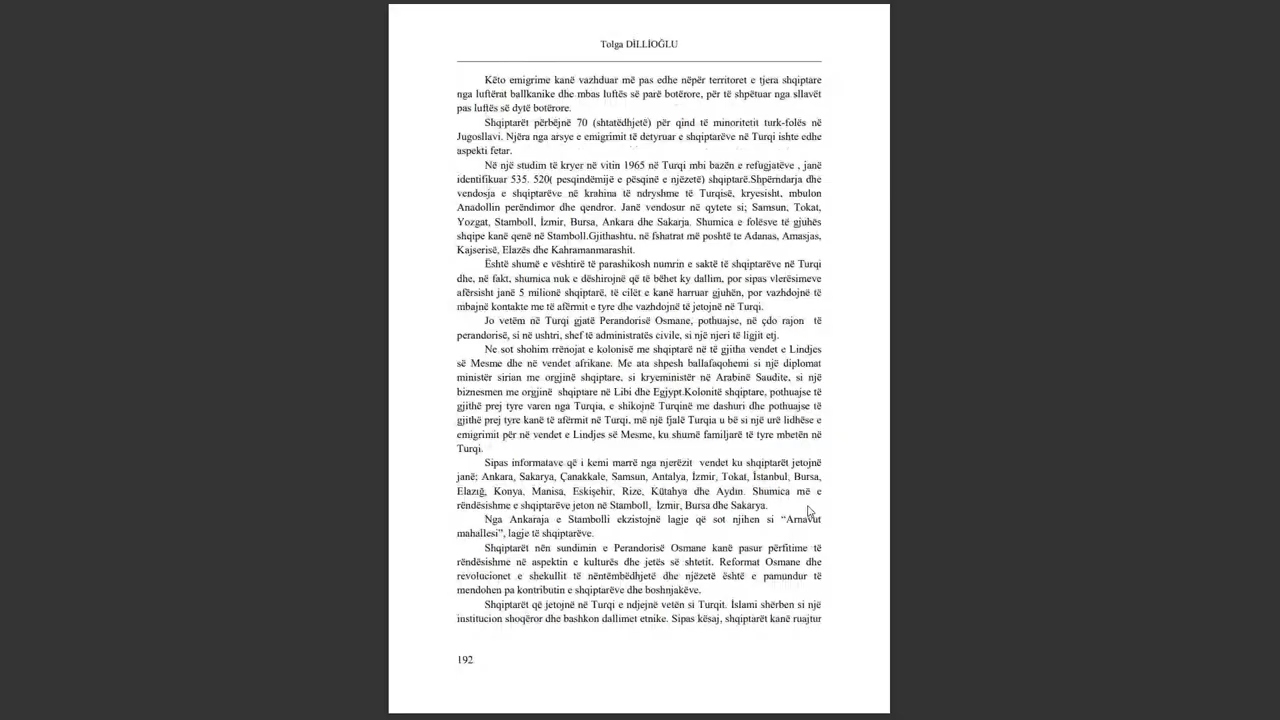 Tolga DİLLİOĞLU
Këto emigrime kanë vazhduar më pas edhe nëpër territoret e tjera shqiptare
nga luftërat ballkanike dhe mbas luftës së parë botërore, për të shpëtuar nga sllavët
pas luftës së dytë botërore.
Shqiptarët përbëjnë 70 (shtatëdhjetë) për qind të minoritetit turk-folës në
Jugosllavi. Njëra nga arsye e emigrimit të detyruar e shqiptarëve në Turqi ishte edhe
aspekti fetar.
Në një studim të kryer në vitin 1965 në Turqi mbi bazën e refugjatëve , janë
identifikuar 535. 520( pesqindëmijë e pësqinë e njëzetë) shqiptarë.Shpërndarja dhe
vendosja e shqiptarëve në krahina të ndryshme të Turqisë, kryesisht, mbulon
Anadollin perëndimor dhe qendror. Janë vendosur në qytete si; Samsun, Tokat,
Yozgat, Stamboll, İzmir, Bursa, Ankara dhe Sakarja. Shumica e folësve të gjuhës
shqipe kanë qenë në Stamboll.Gjithashtu, në fshatrat më poshtë te Adanas, Amasjas,
Kajserisë, Elazës dhe Kahramanmarashit.
Është shumë e vështirë të parashikosh numrin e saktë të shqiptarëve në Turqi
dhe, në fakt, shumica nuk e dëshirojnë që të bëhet ky dallim, por sipas vlerësimeve
afërsisht janë 5 milionë shqiptarë, të cilët e kanë harruar gjuhën, por vazhdojnë të
mbajnë kontakte me të afërmit e tyre dhe vazhdojnë të jetojnë në Turqi.
Jo vetëm në Turqi gjatë Perandorisë Osmane, pothuajse, në çdo rajon të
perandorisë, si në ushtri, shef të administratës civile, si një njeri të ligjit etj.
Ne sot shohim rrënojat e kolonisë me shqiptarë në të gjitha vendet e Lindjes
së Mesme dhe në vendet afrikane. Me ata shpesh ballafaqohemi si një diplomat
ministër sirian me orgjinë shqiptare, si kryeministër në Arabinë Saudite, si një
biznesmen me orgjinë shqiptare në Libi dhe Egjypt.Kolonitë shqiptare, pothuajse të
gjithë prej tyre varen nga Turqia, e shikojnë Turqinë me dashuri dhe pothuajse të
gjithë prej tyre kanë të afërmit në Turqi, më një fjalë Turqia u bë si një urë lidhëse e
emigrimit për në vendet e Lindjes së Mesme, ku shumë familjarë të tyre mbetën në
Turqi.
Sipas informatave që i kemi marrë nga njerëzit vendet ku shqiptarët jetojnë
janë; Ankara, Sakarya, Çanakkale, Samsun, Antalya, İzmir, Tokat, İstanbul, Bursa,
Elazığ, Konya, Manisa, Eskişehir, Rize, Kütahya dhe Aydın. Shumica më e
rëndësishme e shqiptarëve jeton në Stamboll, İzmir, Bursa dhe Sakarya.
Nga Ankaraja e Stambolli ekzistojnë lagje që sot njihen si “Arnavut
mahallesi”, lagje të shqiptarëve.
Shqiptarët nën sundimin e Perandorisë Osmane kanë pasur përfitime të
rëndësishme në aspektin e kulturës dhe jetës së shtetit. Reformat Osmane dhe
revolucionet e shekullit të nëntëmbëdhjetë dhe njëzetë është e pamundur të
mendohen pa kontributin e shqiptarëve dhe boshnjakëve.
Shqiptarët që jetojnë në Turqi e ndjejnë vetën si Turqit. İslami shërben si një
institucion shoqëror dhe bashkon dallimet etnike. Sipas kësaj, shqiptarët kanë ruajtur
192